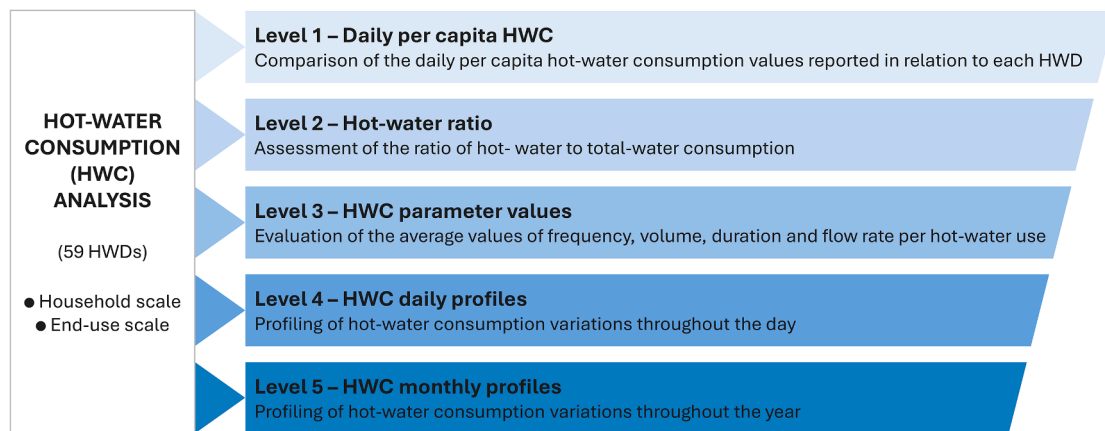 HOT-WATER
CONSUMPTION
(HWC)
ANALYSIS
(59 HWDs)
● Household scale
● End-use scale
Level 1 – Daily per capita HWC
Comparison of the daily per capita hot-water consumption values reported in relation to each HWD
Level 2 – Hot-water ratio
Assessment of the ratio of hot- water to total-water consumption
Level 3 – HWC parameter values
Evaluation of the average values of frequency, volume, duration and flow rate per hot-water use
Level 4 – HWC daily profiles
Profiling of hot-water consumption variations throughout the day
Level 5 – HWC monthly profiles
Profiling of hot-water consumption variations throughout the year